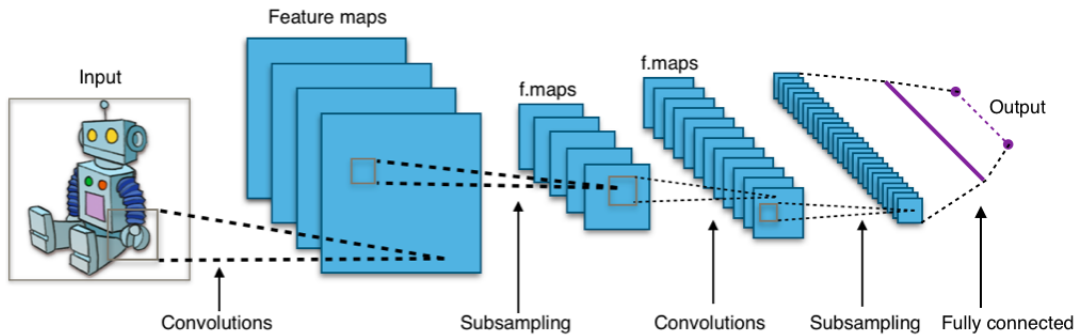 Feature maps
Input
f.maps
f.maps
Output
Convolutions
Subsampling
Convolutions
Subsampling
Fully connected